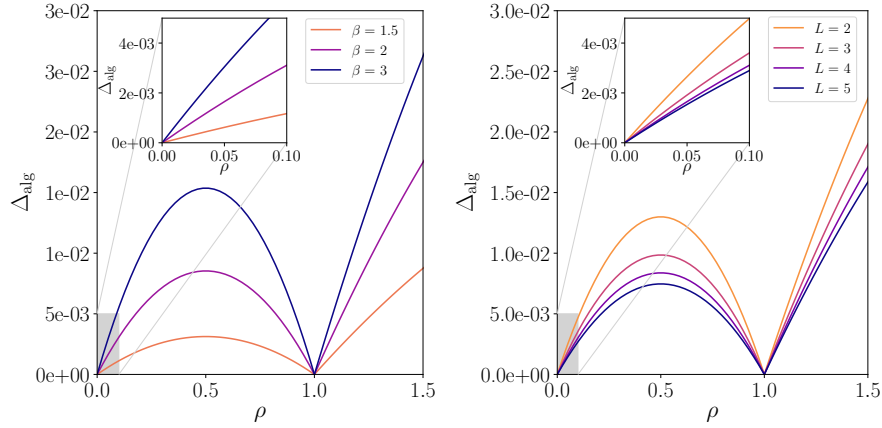 3e-02
3e-02
2e-02
2e-02
1e-02
1e-02
5e-03
0e+00
Δalg
0.0 0.5 1.0 1.5
ρ
4e-03
2e-03
0e+00
Δalg
0.00 0.05 0.10
ρ
β = 1.5
β = 2
β = 3
3.0e-02
2.5e-02
2.0e-02
1.5e-02
1.0e-02
5.0e-03
0.0e+00
Δalg
0.0 0.5 1.0 1.5
ρ
4e-03
2e-03
0e+00
Δalg
0.00 0.05 0.10
ρ
L = 2
L = 3
L = 4
L = 5